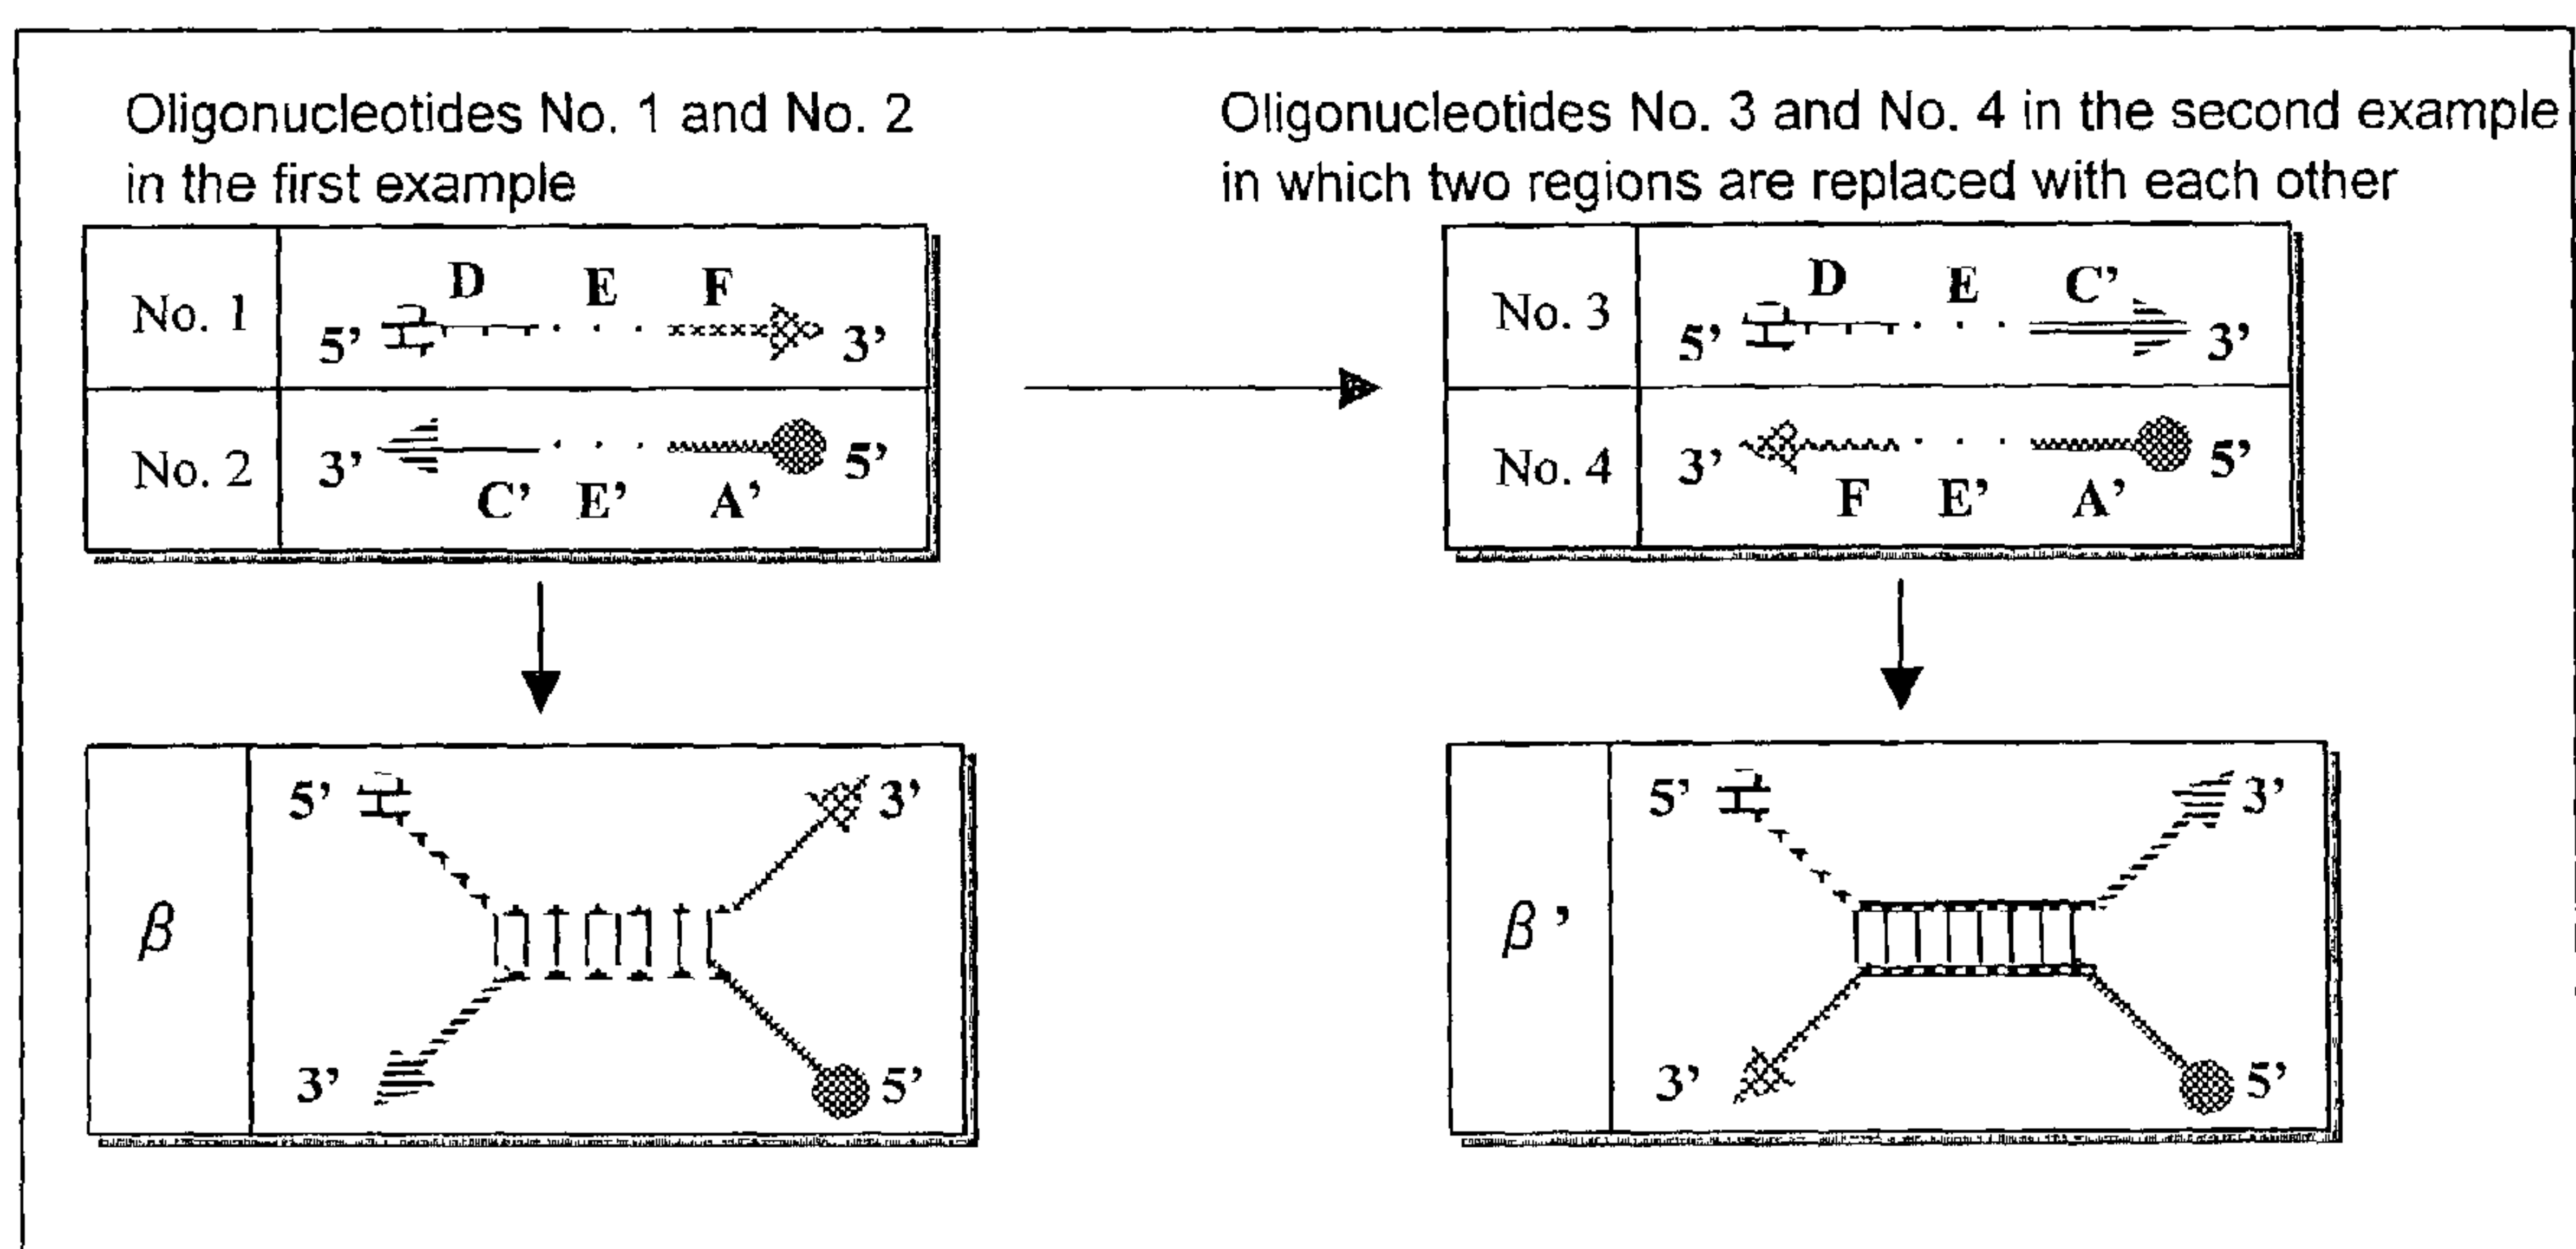 Oligonucleotides No. 1 and No. 2
in the first example
Oligonucleotides No. 3 and No. 4 in the second example
in which two regions are replaced with each other
No. 1
D E F
5' 3'
No. 2
3' 5'
C' E' A'
No. 3
D E C'
5' 3'
No. 4
3' 5'
F E' A'
β
5' 3'
3' 5'
β'
5' 3'
3' 5'